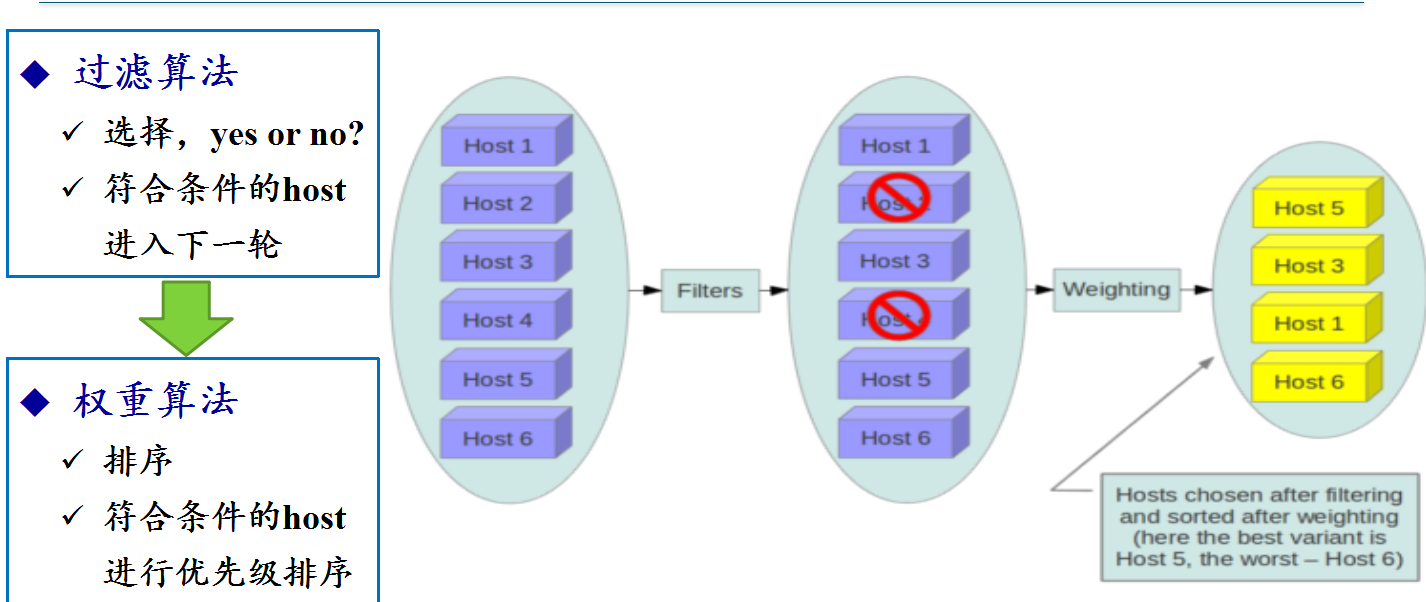 过滤算法
选择，yes or no?
符合条件的host
进入下一轮
权重算法
排序
符合条件的host
进行优先级排序
Host 1
Host 2
Host 3
Host 4
Host 5
Host 6
Filters
Host 1
Host 3
Host 5
Host 6
Weighting
Host 5
Host 3
Host 1
Host 6
Hosts chosen after filtering
and sorted after weighting
(here the best variant is
Host 5, the worst – Host 6)